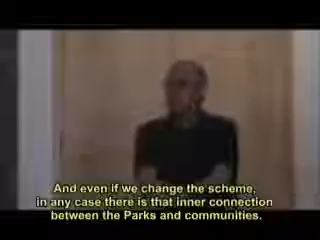 And even if we change the scheme,
in any case there is that inner connection
between the Parks and communities.